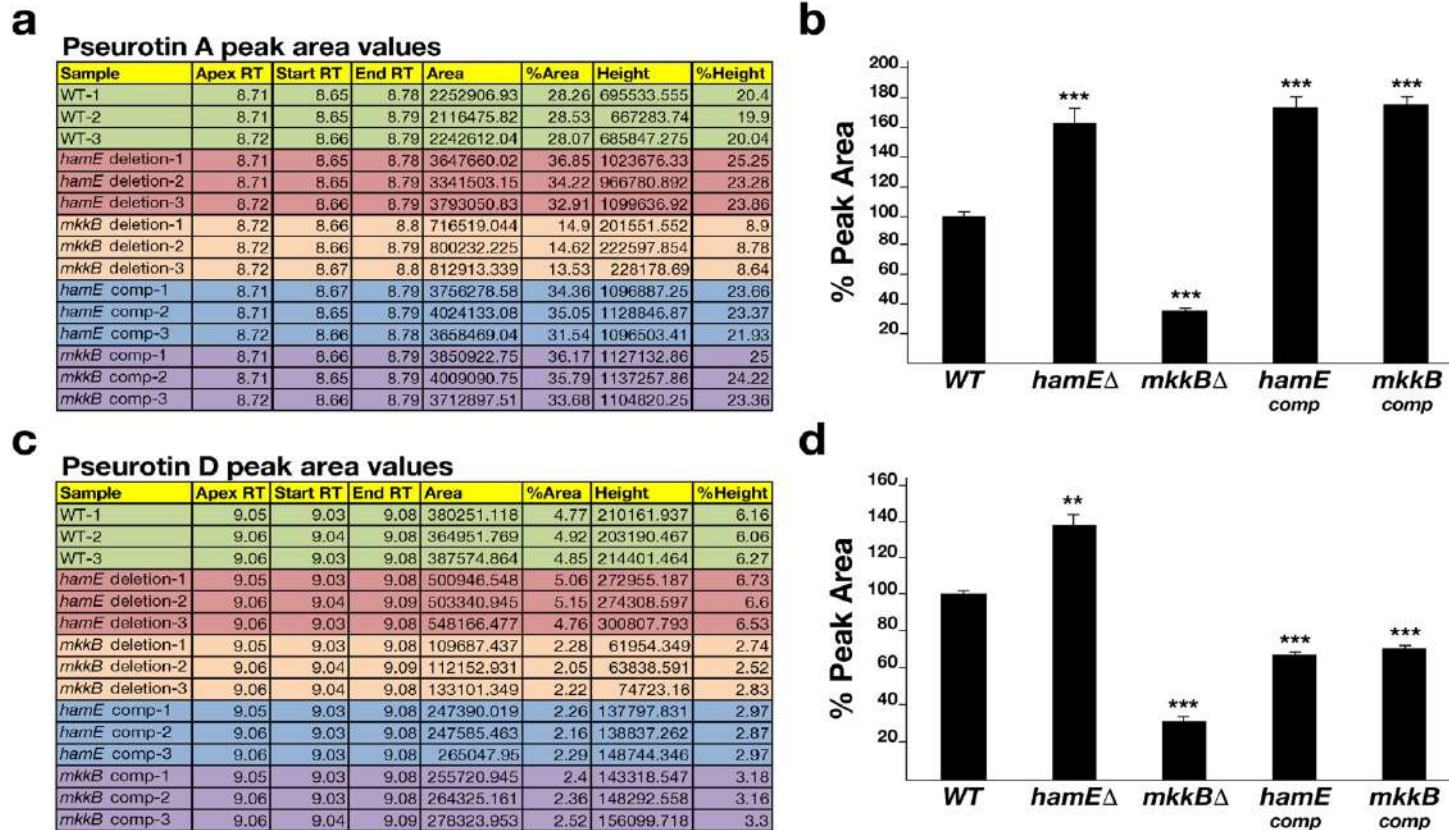 a
Pseurotin A peak area values
Sample Apex RT Start RT End RT Area %Area Height %Height
WT-1 8.71 8.65 8.78 2252906.93 28.26 695533.555 20.4
WT-2 8.71 8.65 8.79 2116475.82 28.53 667283.74 19.9
WT-3 8.72 8.66 8.79 2242612.04 28.07 685847.275 20.04
hamE deletion-1 8.71 8.65 8.78 3647660.02 36.85 1023676.33 25.25
hamE deletion-2 8.71 8.65 8.79 3341503.15 34.22 966780.892 23.28
hamE deletion-3 8.72 8.66 8.79 3793050.83 32.91 1099636.92 23.86
mkkB deletion-1 8.72 8.66 8.8 716519.044 14.9 201551.552 8.9
mkkB deletion-2 8.72 8.66 8.79 800232.225 14.62 222597.854 8.78
mkkB deletion-3 8.72 8.67 8.8 812913.339 13.53 228178.69 8.64
hamE comp-1 8.71 8.67 8.79 3756278.58 34.36 1096887.25 23.66
hamE comp-2 8.71 8.65 8.79 4024133.08 35.05 1128846.87 23.37
hamE comp-3 8.72 8.66 8.78 3658469.04 31.54 1096503.41 21.93
mkkB comp-1 8.71 8.66 8.79 3850922.75 36.17 1127132.86 25
mkkB comp-2 8.71 8.65 8.79 4009090.75 35.79 1137257.86 24.22
mkkB comp-3 8.72 8.66 8.79 3712897.51 33.68 1104820.25 23.36
b
% Peak Area
200
180
160
140
120
100
80
60
40
20
*** *** *** ***
WT hamEΔ mkkBΔ hamE mkkB
comp comp
c
Pseurotin D peak area values
Sample Apex RT Start RT End RT Area %Area Height %Height
WT-1 9.05 9.03 9.08 380251.118 4.77 210161.937 6.16
WT-2 9.06 9.04 9.08 364951.769 4.92 203190.467 6.06
WT-3 9.06 9.03 9.08 387574.864 4.85 214401.464 6.27
hamE deletion-1 9.05 9.03 9.08 500946.548 5.06 272955.187 6.73
hamE deletion-2 9.06 9.04 9.09 503340.945 5.15 274308.597 6.6
hamE deletion-3 9.06 9.03 9.08 548166.477 4.76 300807.793 6.53
mkkB deletion-1 9.05 9.03 9.08 109687.437 2.28 61954.349 2.74
mkkB deletion-2 9.06 9.04 9.09 112152.931 2.05 63838.591 2.52
mkkB deletion-3 9.06 9.04 9.08 133101.349 2.22 74723.16 2.83
hamE comp-1 9.05 9.03 9.08 247390.019 2.26 137797.831 2.97
hamE comp-2 9.06 9.03 9.08 247585.463 2.16 138837.262 2.87
hamE comp-3 9.06 9.03 9.08 265047.95 2.29 148744.346 2.97
mkkB comp-1 9.05 9.03 9.08 255720.945 2.4 143318.547 3.18
mkkB comp-2 9.06 9.03 9.08 264325.161 2.36 148292.558 3.16
mkkB comp-3 9.06 9.04 9.09 278323.953 2.52 156099.718 3.3
d
% Peak Area
160
140
120
100
80
60
40
20
** *** *** ***
WT hamEΔ mkkBΔ hamE mkkB
comp comp